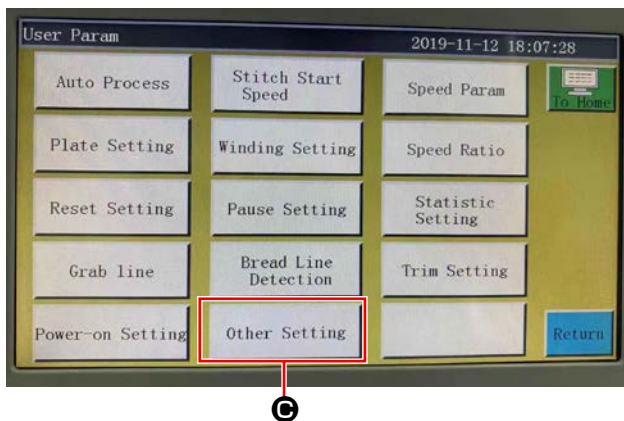 User Param
2019-11-12 18:07:28
Auto Process
Stitch Start
Speed
Speed Param
To Home
Plate Setting
Winding Setting
Speed Ratio
Reset Setting
Pause Setting
Statistic
Setting
Grab line
Bread Line
Detection
Trim Setting
Power-on Setting
Other Setting
Return
C